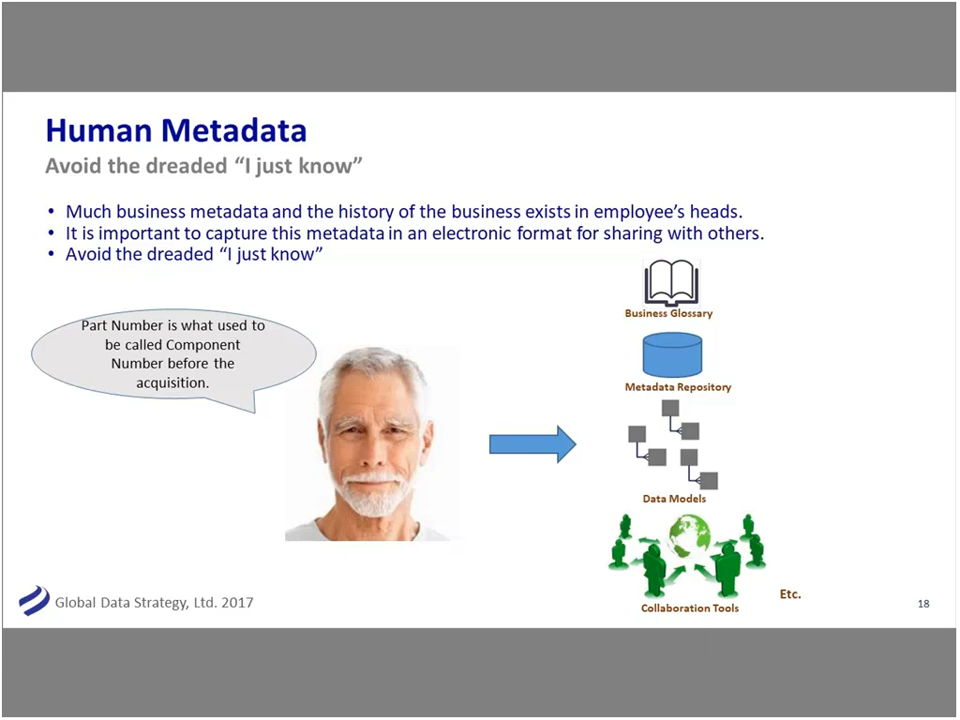 Human Metadata
Avoid the dreaded “I just know”
• Much business metadata and the history of the business exists in employee’s heads.
• It is important to capture this metadata in an electronic format for sharing with others.
• Avoid the dreaded “I just know”
Part Number is what used to
be called Component
Number before the
acquisition.
Business Glossary
Metadata Repository
Data Models
Collaboration Tools
Etc.
Global Data Strategy, Ltd. 2017
18